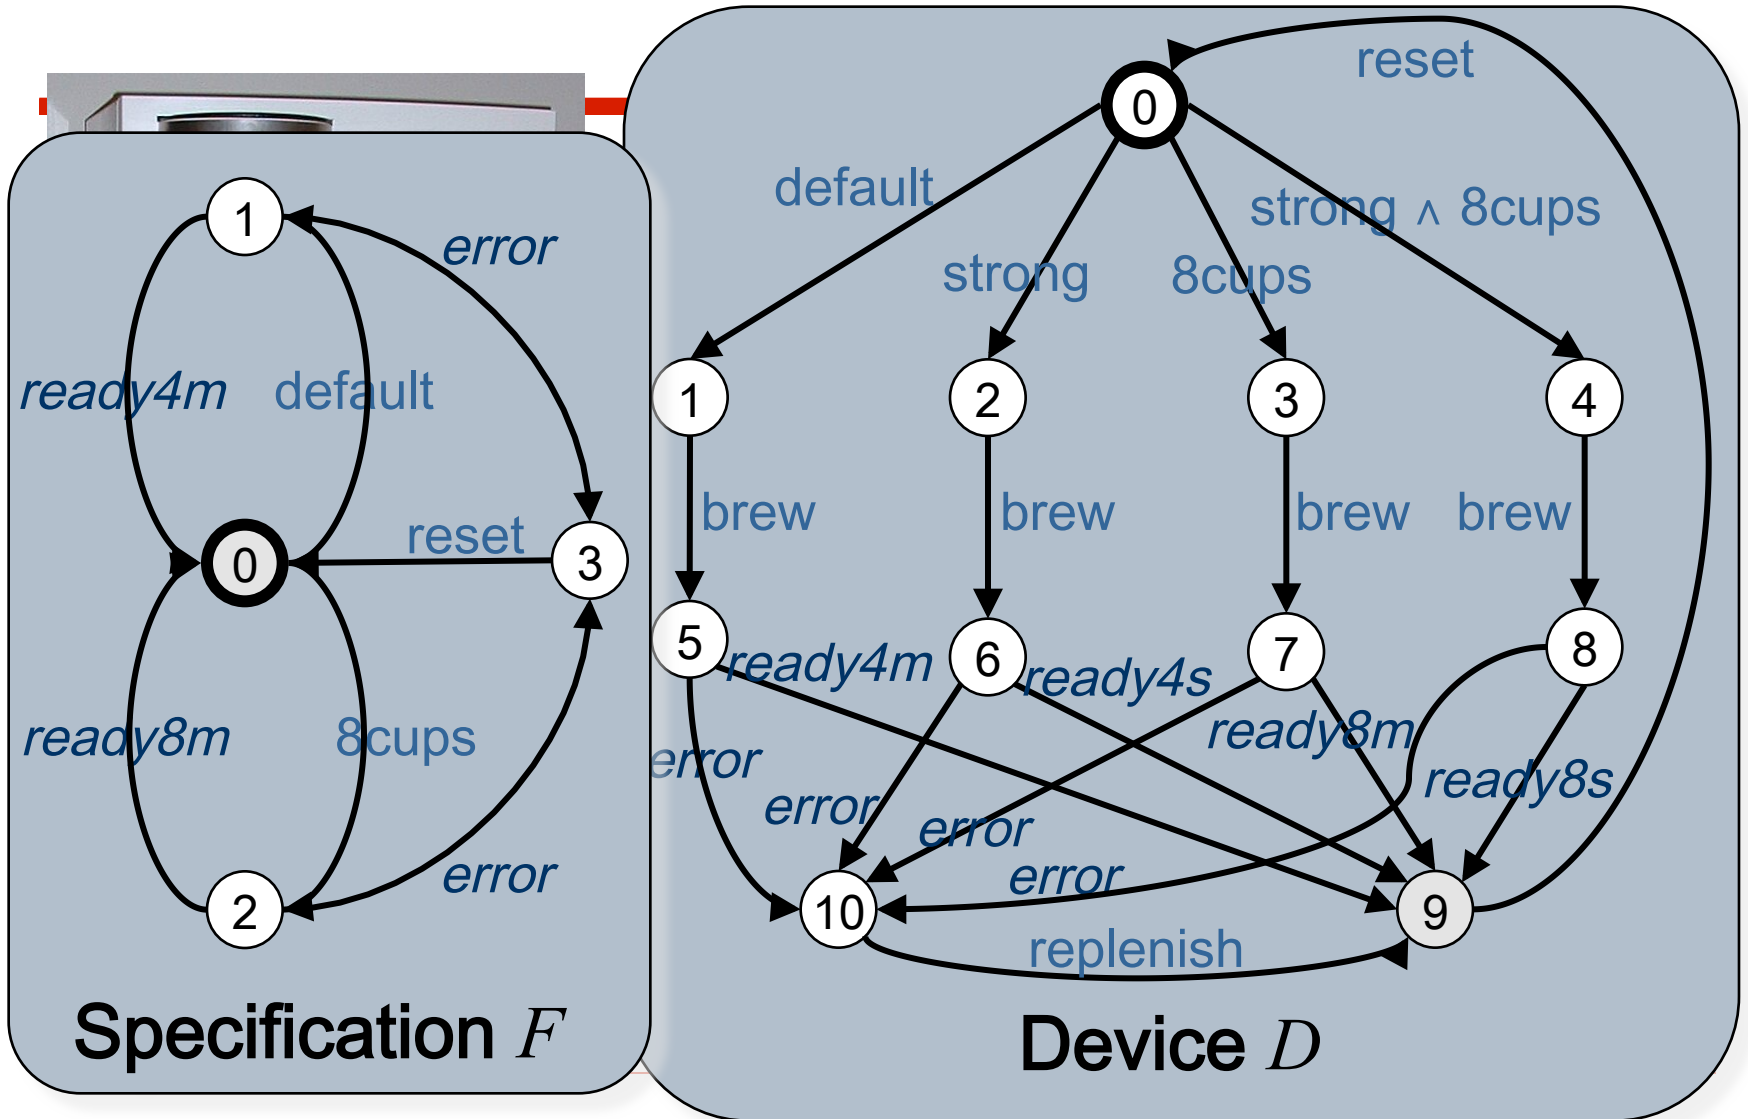 1
error
ready4m
default
0
reset
3
ready8m
8cups
2
error
Specification F
reset
0
default
strong ∧ 8cups
strong
8cups
1
2
3
4
brew
brew
brew
brew
5
6
7
8
ready4m
ready4s
ready8m
ready8s
error
error
error
error
10
9
replenish
Device D